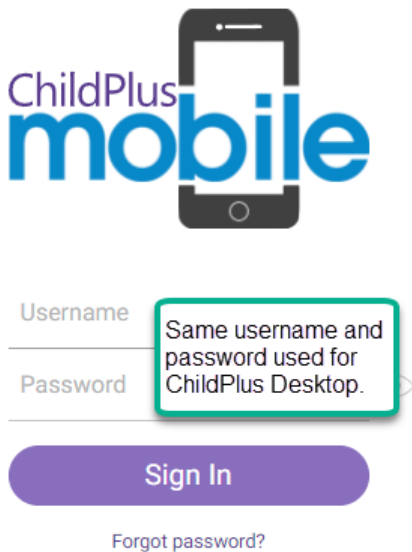 ChildPlus
mobile
Username
Password
Same username and
password used for
ChildPlus Desktop.
Sign In
Forgot password?